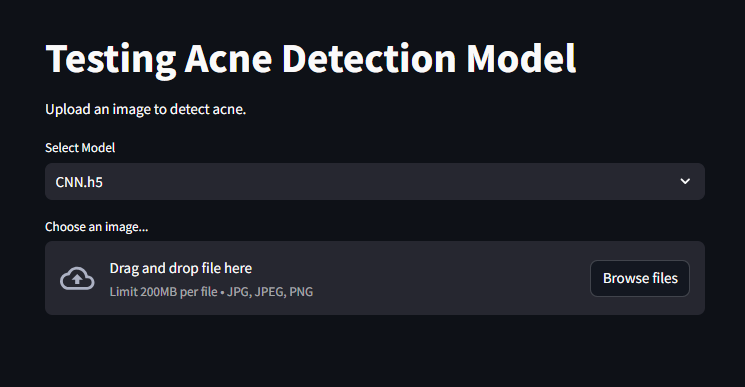 Testing Acne Detection Model
Upload an image to detect acne.
Select Model
CNN.h5
Choose an image...
Drag and drop file here
Limit 200MB per file • JPG, JPEG, PNG
Browse files